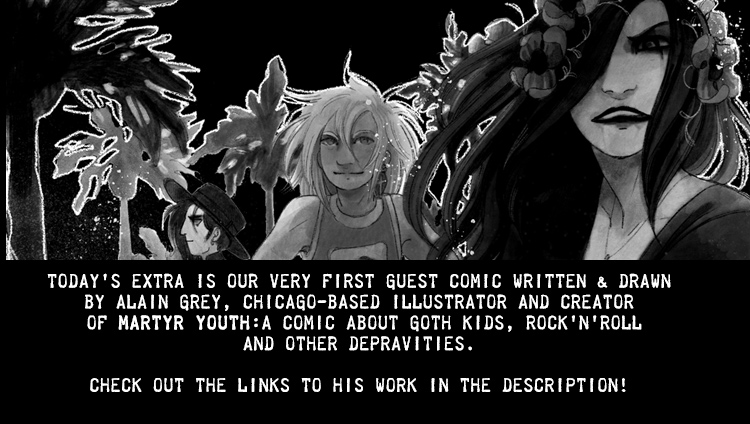 TODAY'S EXTRA IS OUR VERY FIRST GUEST COMIC WRITTEN & DRAWN
BY ALAIN GREY, CHICAGO-BASED ILLUSTRATOR AND CREATOR
OF MARTYR YOUTH:A COMIC ABOUT GOTH KIDS, ROCK'N'ROLL
AND OTHER DEPRAVITIES.
CHECK OUT THE LINKS TO HIS WORK IN THE DESCRIPTION!